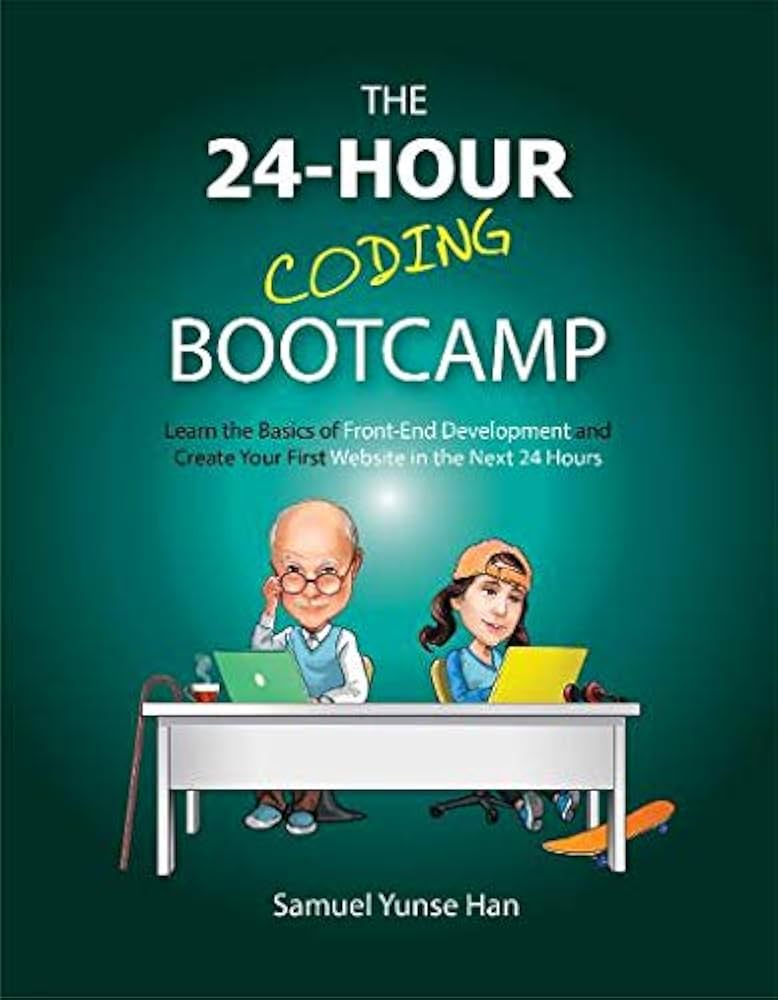 THE
24-HOUR
CODING
BOOTCAMP
Learn the Basics of Front-End Development and
Create Your First Website in the Next 24 Hours
Samuel Yunse Han